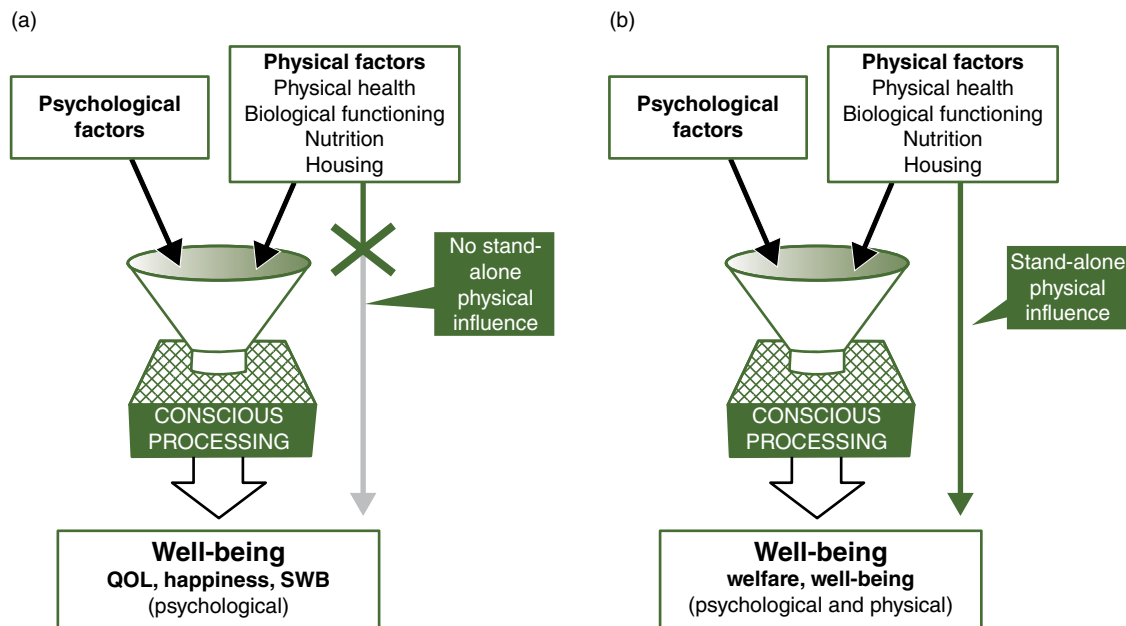 (a)
Psychological
factors
Physical factors
Physical health
Biological functioning
Nutrition
Housing
No stand-
alone
physical
influence
CONSCIOUS
PROCESSING
Well-being
QOL, happiness, SWB
(psychological)
(b)
Psychological
factors
Physical factors
Physical health
Biological functioning
Nutrition
Housing
Stand-alone
physical
influence
CONSCIOUS
PROCESSING
Well-being
welfare, well-being
(psychological and physical)